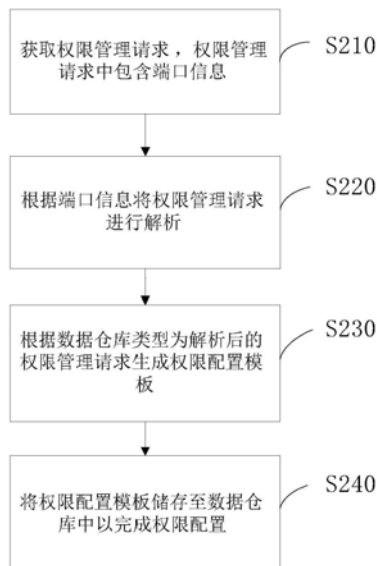 获取权限管理请求，权限管理
请求中包含端口信息
S210
根据端口信息将权限管理请求
进行解析
S220
根据数据仓库类型为解析后的
权限管理请求生成权限配置模
板
S230
将权限配置模板储存至数据仓
库中以完成权限配置
S240